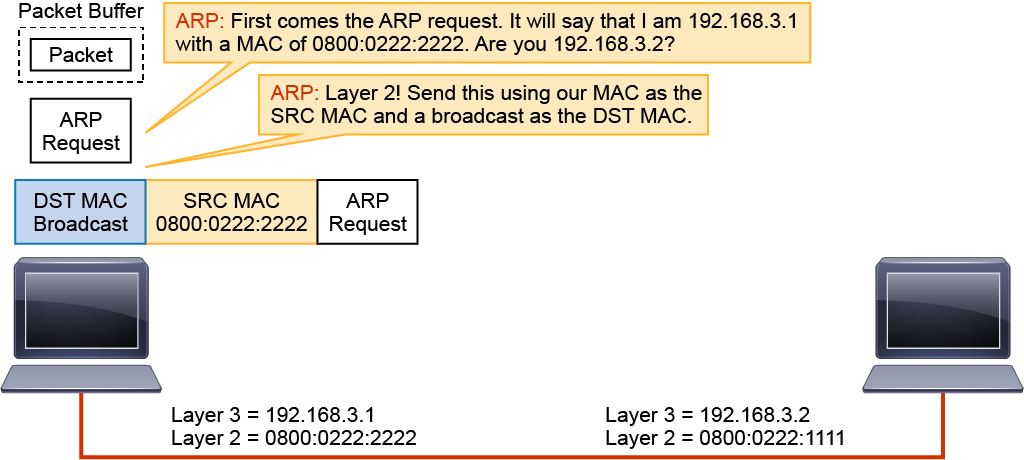 Packet Buffer
Packet
ARP: First comes the ARP request. It will say that I am 192.168.3.1
with a MAC of 0800:0222:2222. Are you 192.168.3.2?
ARP: Layer 2! Send this using our MAC as the
SRC MAC and a broadcast as the DST MAC.
ARP
Request
DST MAC
Broadcast
SRC MAC
0800:0222:2222
ARP
Request
Layer 3 = 192.168.3.1
Layer 2 = 0800:0222:2222
Layer 3 = 192.168.3.2
Layer 2 = 0800:0222:1111